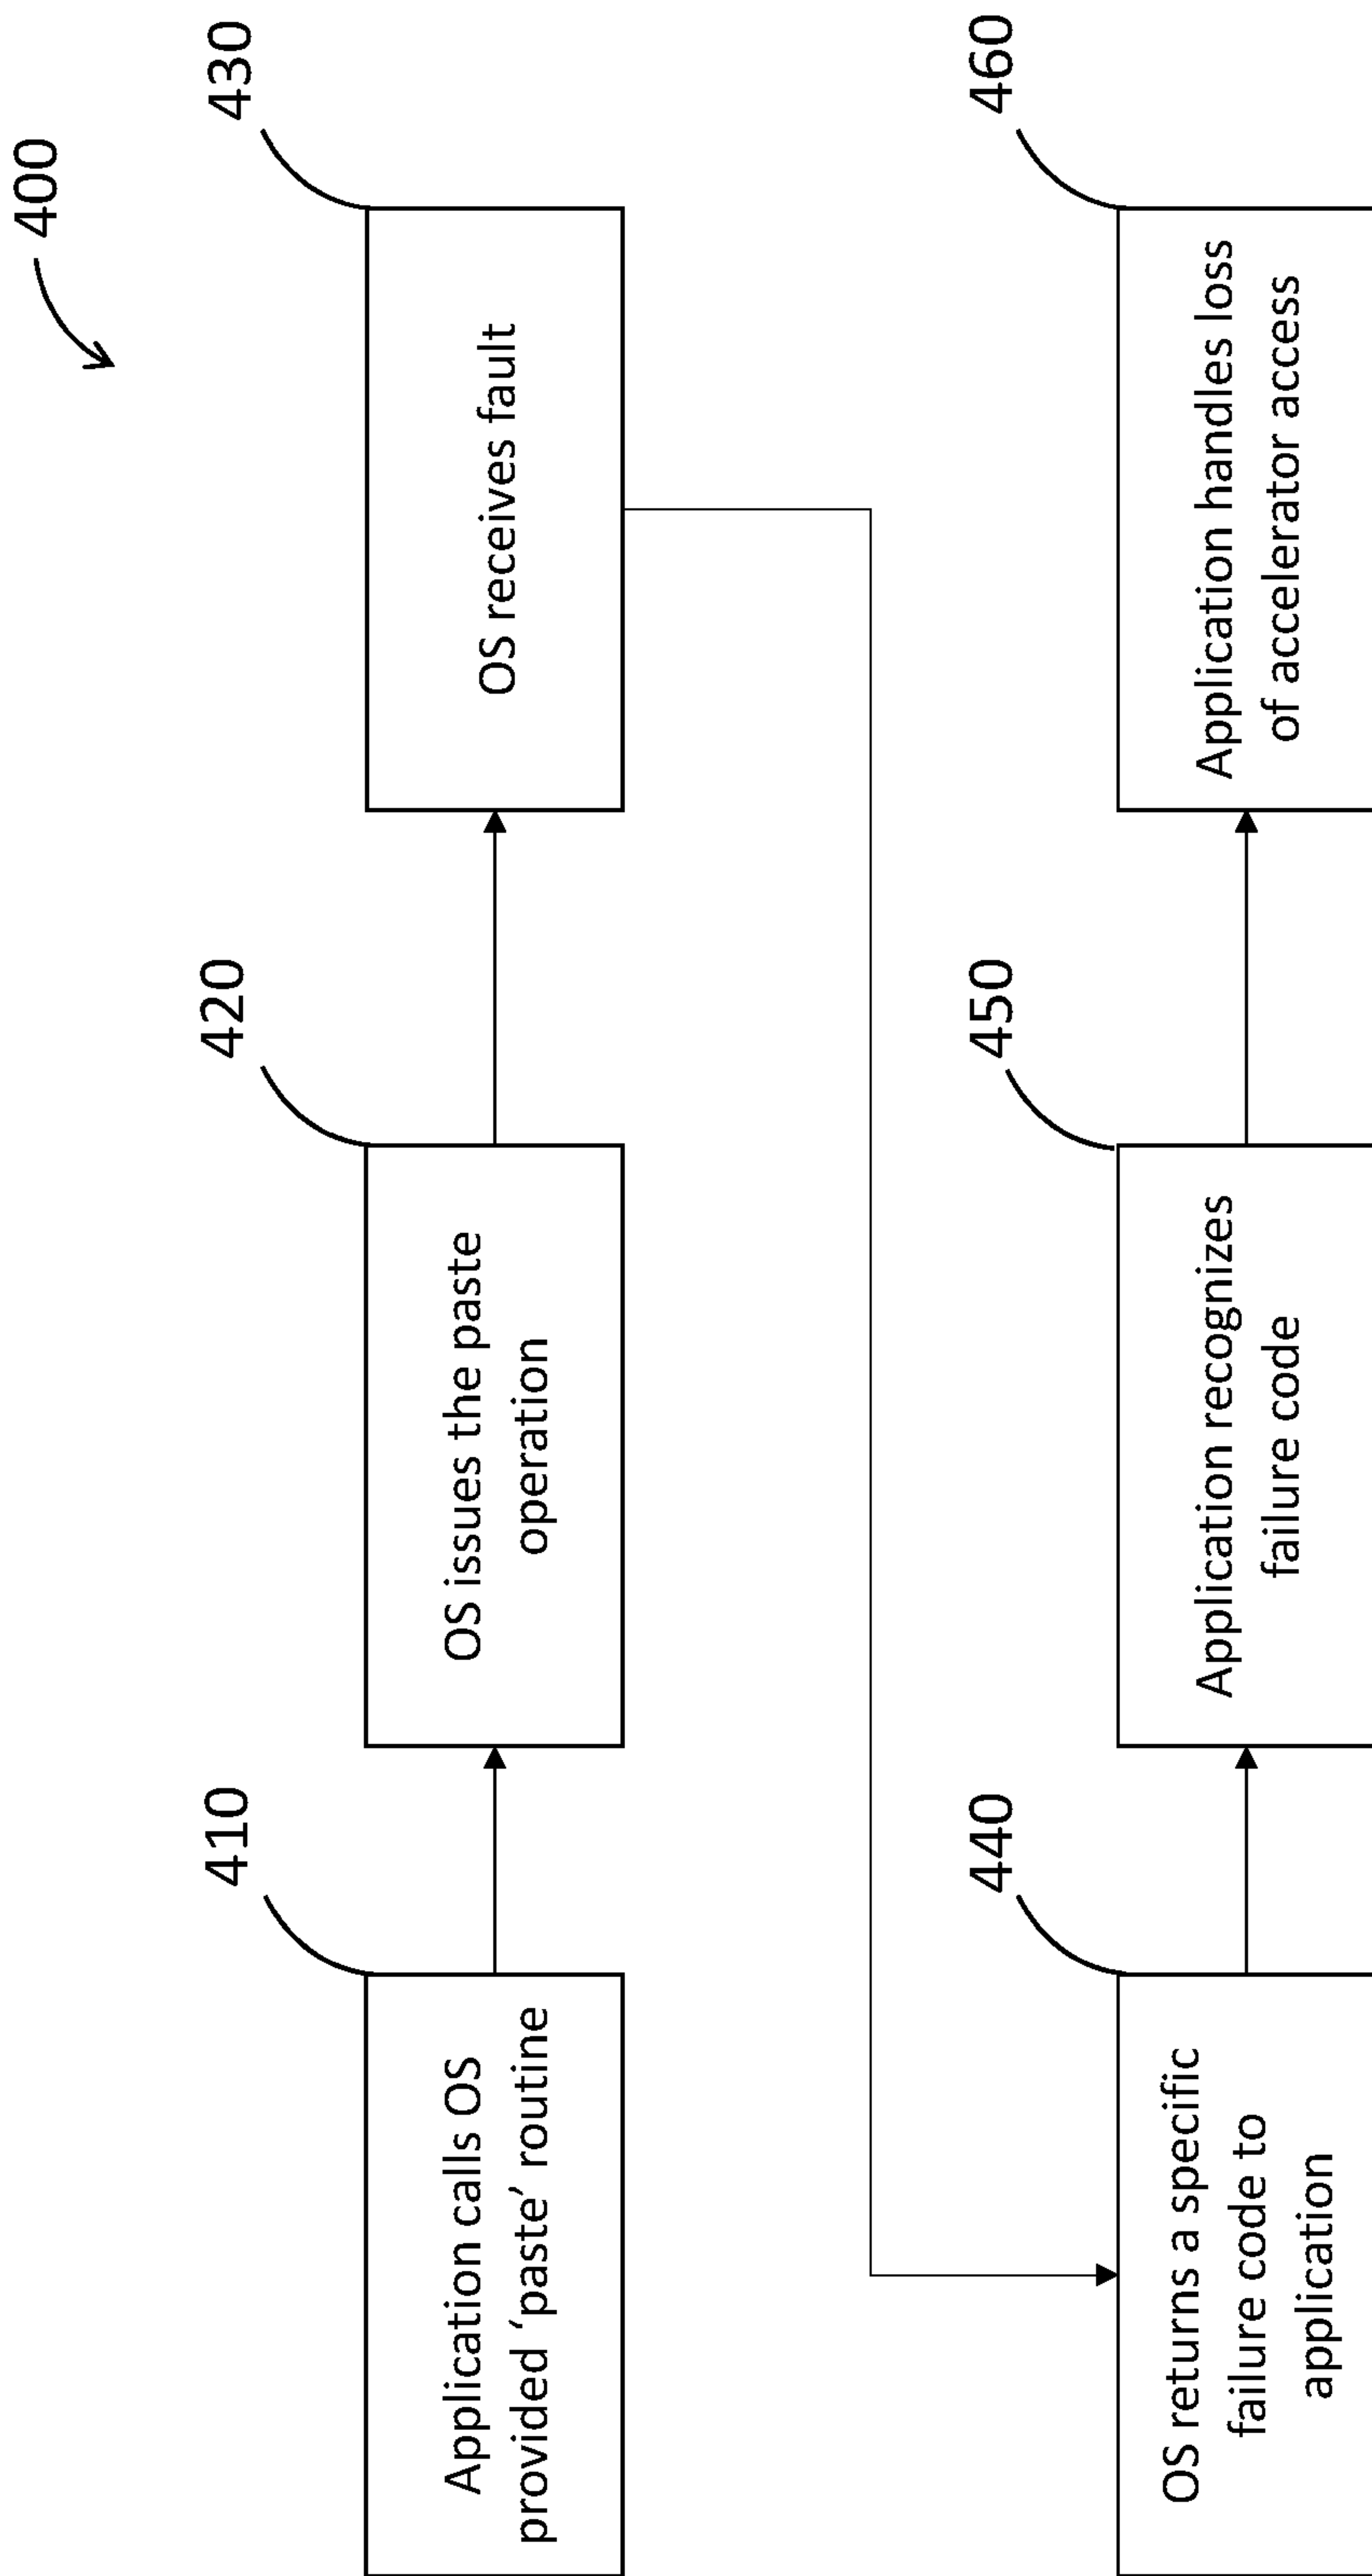 400
410
Application calls OS
provided ‘paste’ routine
420
OS issues the paste
operation
430
OS receives fault
440
OS returns a specific
failure code to
application
450
Application recognizes
failure code
460
Application handles loss
of accelerator access